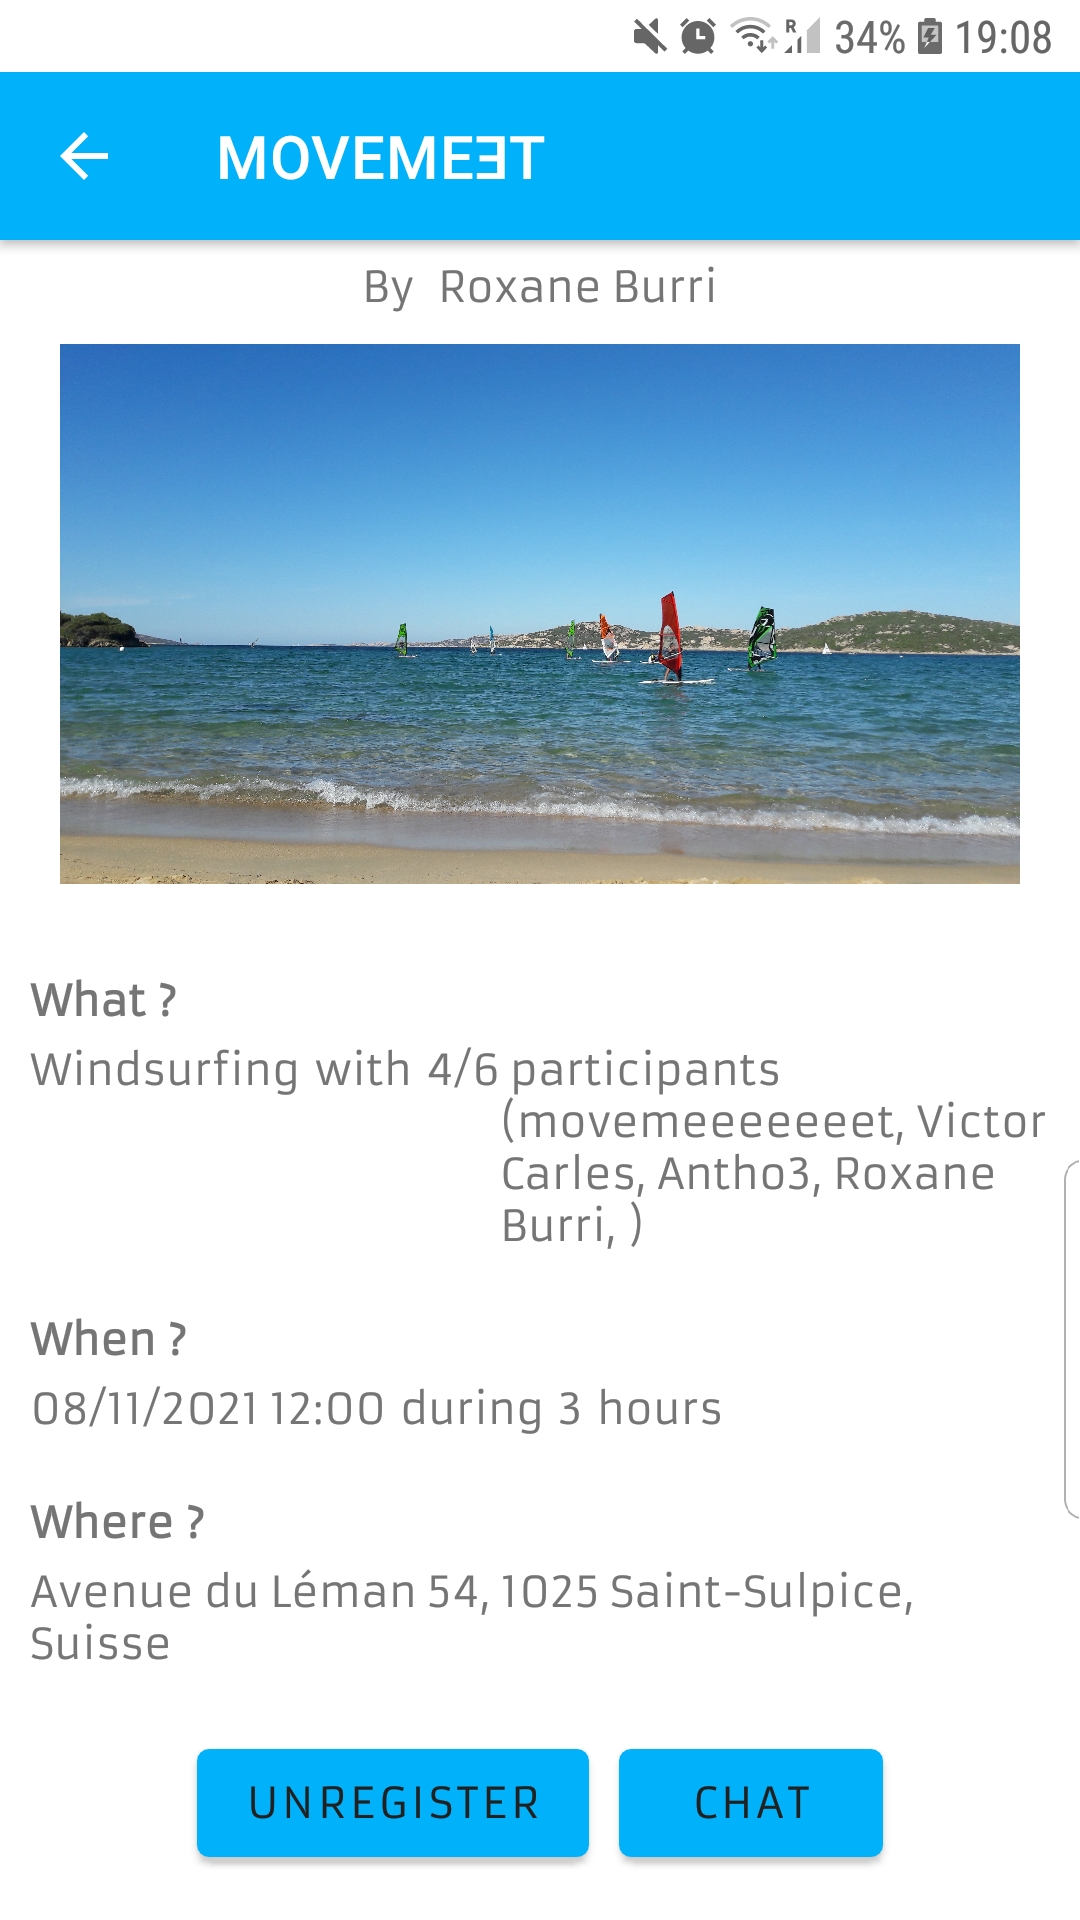 R 34% 19:08
MOVEMEƎT
By Roxane Burri
What ?
Windsurfing with 4/6 participants
(movemeeeeeeet, Victor
Carles, Antho3, Roxane
Burri, )
When ?
08/11/2021 12:00 during 3 hours
Where ?
Avenue du Léman 54, 1025 Saint-Sulpice,
Suisse
UNREGISTER CHAT